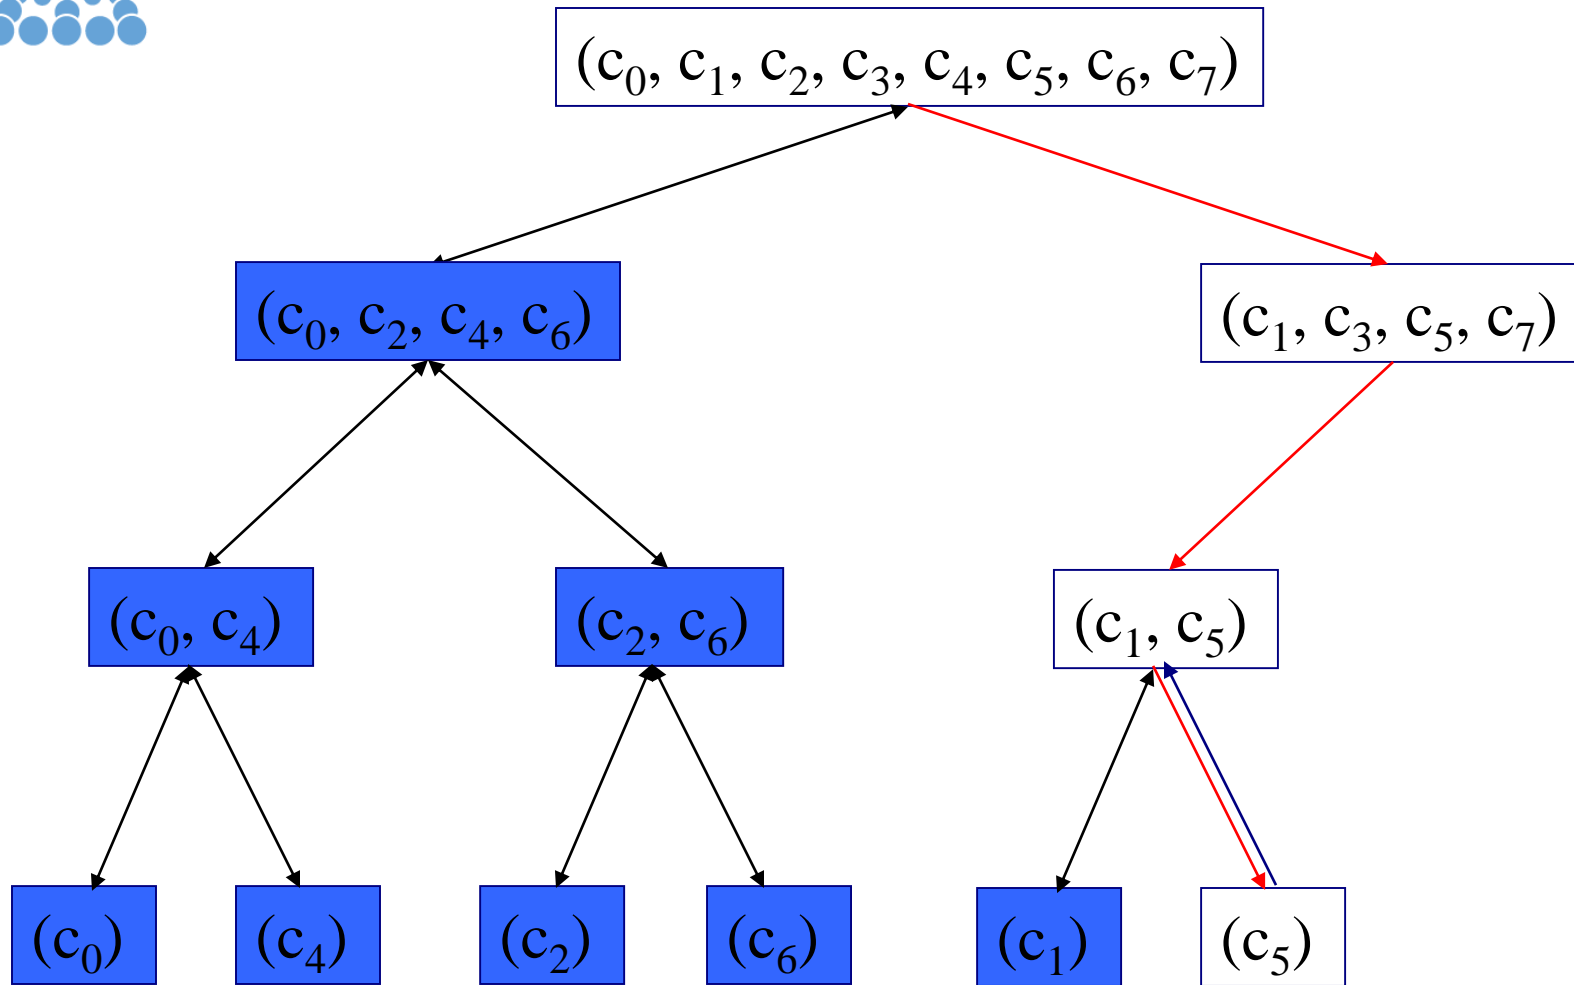 (c₀, c₁, c₂, c₃, c₄, c₅, c₆, c₇)
(c₀, c₂, c₄, c₆)
(c₁, c₃, c₅, c₇)
(c₀, c₄)
(c₂, c₆)
(c₁, c₅)
(c₀)
(c₄)
(c₂)
(c₆)
(c₁)
(c₅)